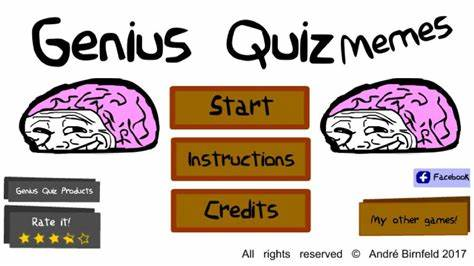 Genius Quiz Memes
Start
Instructions
Credits
Genius Quiz Products
Rate it!
Facebook
My other games!
All rights reserved © André Birnfeld 2017